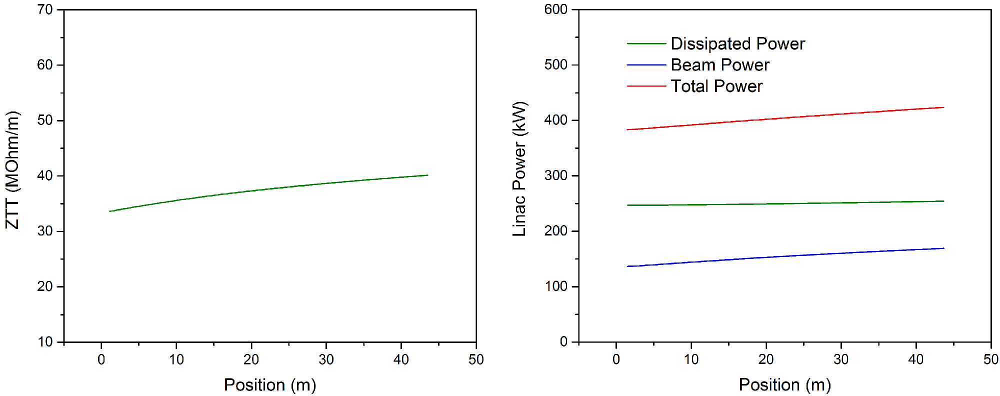 70
60
50
40
30
20
10
ZTT (MOhm/m)
0 10 20 30 40 50
Position (m)
600
500
400
300
200
100
0
Linac Power (kW)
Dissipated Power
Beam Power
Total Power
0 10 20 30 40 50
Position (m)